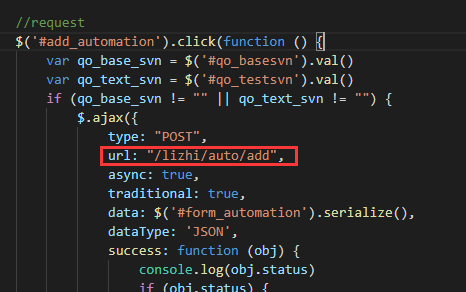 //request
$('#add_automation').click(function () {
var qo_base_svn = $('#qo_basesvn').val()
var qo_text_svn = $('#qo_testsvn').val()
if (qo_base_svn != "" || qo_test_svn != "") {
$.ajax({
type: "POST",
url: "/lizhi/auto/add",
async: true,
traditional: true,
data: $('#form_automation').serialize(),
dataType: 'JSON',
success: function (obj) {
console.log(obj.status)
if (obj.status) {